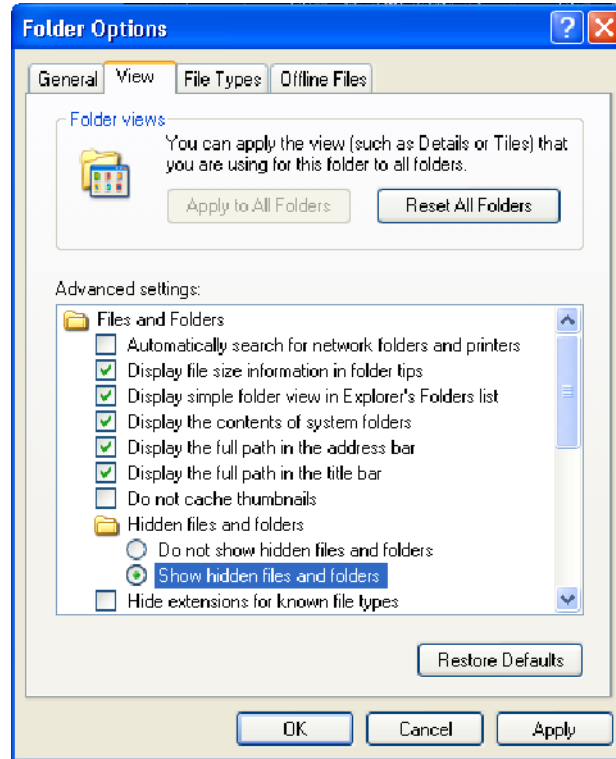 Folder Options
General View File Types Offline Files
Folder views
You can apply the view (such as Details or Tiles) that
you are using for this folder to all folders.
Apply to All Folders Reset All Folders
Advanced settings:
Files and Folders
Automatically search for network folders and printers
Display file size information in folder tips
Display simple folder view in Explorer's Folders list
Display the contents of system folders
Display the full path in the address bar
Display the full path in the title bar
Do not cache thumbnails
Hidden files and folders
Do not show hidden files and folders
Show hidden files and folders
Hide extensions for known file types
Restore Defaults
OK Cancel Apply